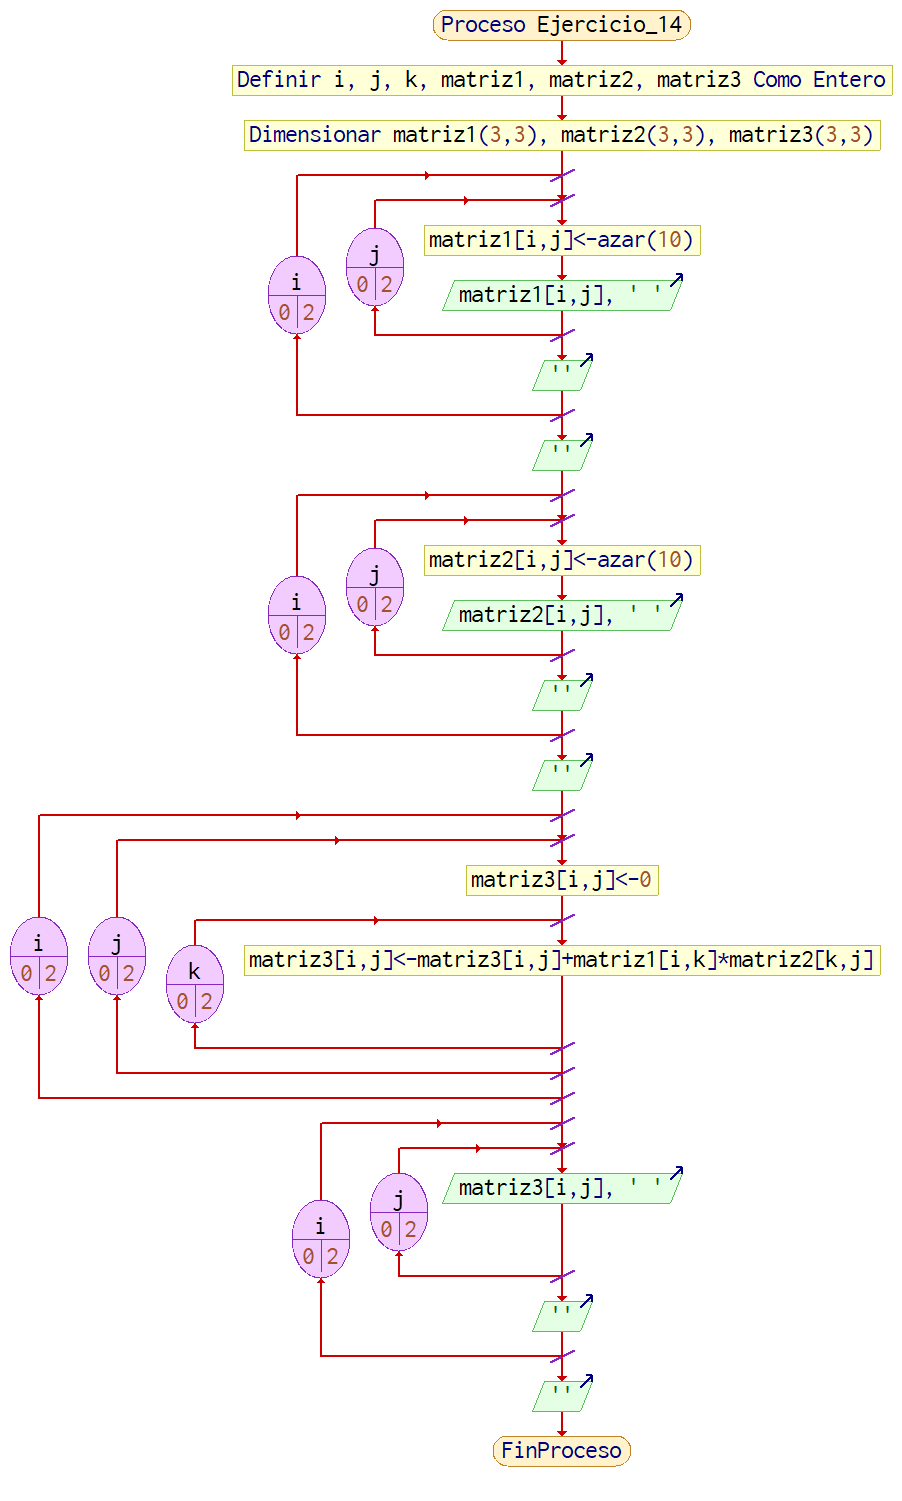 Proceso Ejercicio_14
Definir i, j, k, matriz1, matriz2, matriz3 Como Entero
Dimensionar matriz1(3,3), matriz2(3,3), matriz3(3,3)
i
0 2
j
0 2
matriz1[i,j]<-azar(10)
matriz1[i,j], ' '
''
''
i
0 2
j
0 2
matriz2[i,j]<-azar(10)
matriz2[i,j], ' '
''
''
i
0 2
j
0 2
matriz3[i,j]<-0
k
0 2
matriz3[i,j]<-matriz3[i,j]+matriz1[i,k]*matriz2[k,j]
i
0 2
j
0 2
matriz3[i,j], ' '
''
''
FinProceso